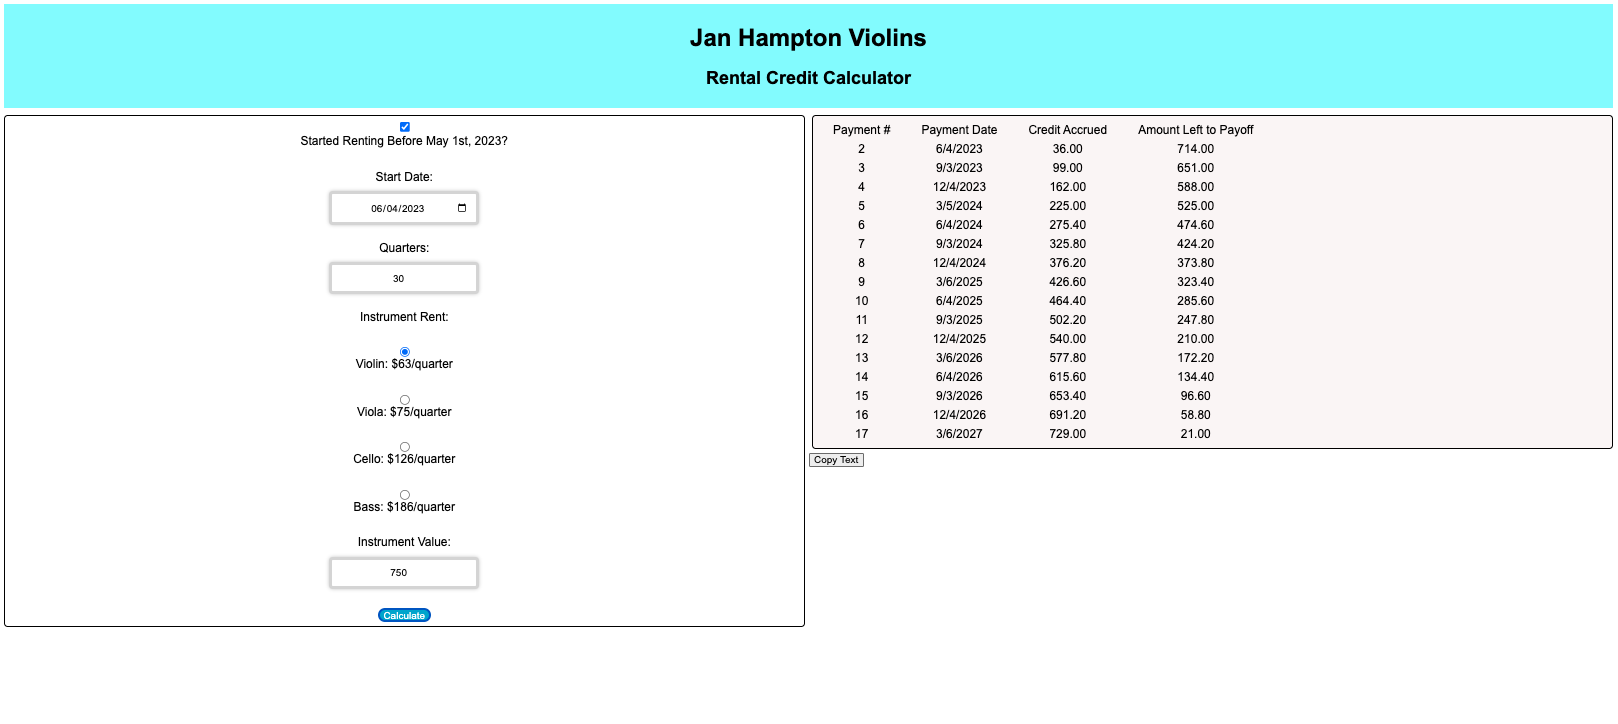 Jan Hampton Violins
Rental Credit Calculator
Started Renting Before May 1st, 2023?
Start Date:
06/04/2023
Quarters:
30
Instrument Rent:
Violin: $63/quarter
Viola: $75/quarter
Cello: $126/quarter
Bass: $186/quarter
Instrument Value:
750
Calculate
Payment # Payment Date Credit Accrued Amount Left to Payoff
2 6/4/2023 36.00 714.00
3 9/3/2023 99.00 651.00
4 12/4/2023 162.00 588.00
5 3/5/2024 225.00 525.00
6 6/4/2024 275.40 474.60
7 9/3/2024 325.80 424.20
8 12/4/2024 376.20 373.80
9 3/6/2025 426.60 323.40
10 6/4/2025 464.40 285.60
11 9/3/2025 502.20 247.80
12 12/4/2025 540.00 210.00
13 3/6/2026 577.80 172.20
14 6/4/2026 615.60 134.40
15 9/3/2026 653.40 96.60
16 12/4/2026 691.20 58.80
17 3/6/2027 729.00 21.00
Copy Text